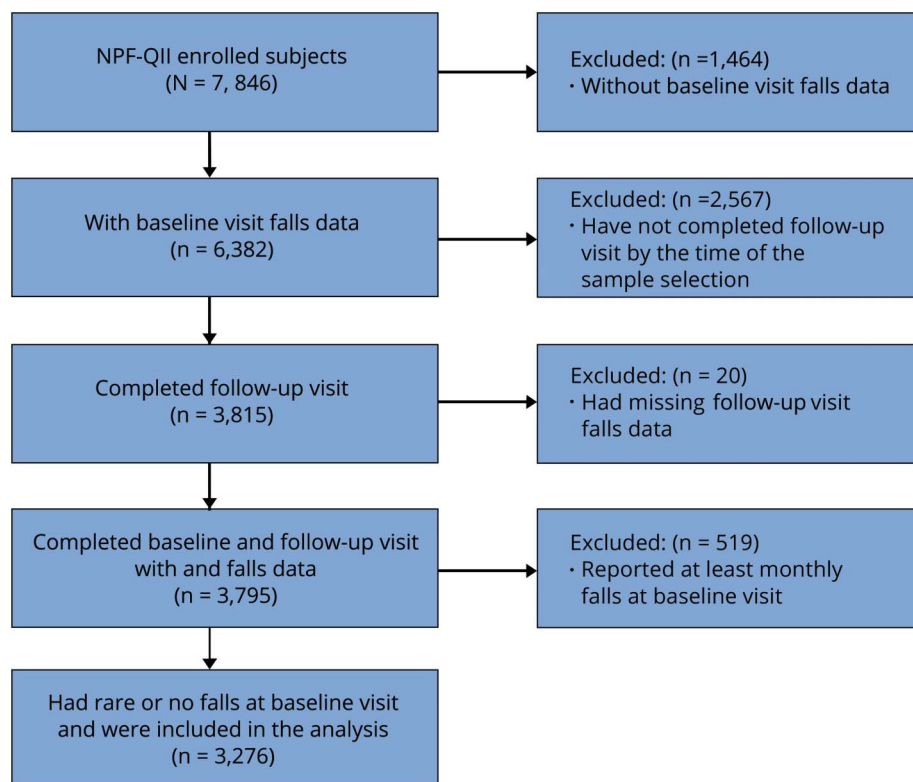 NPF-QII enrolled subjects
(N = 7, 846)
Excluded: (n =1,464)
· Without baseline visit falls data
With baseline visit falls data
(n = 6,382)
Excluded: (n =2,567)
· Have not completed follow-up
visit by the time of the
sample selection
Completed follow-up visit
(n = 3,815)
Excluded: (n = 20)
· Had missing follow-up visit
falls data
Completed baseline and follow-up visit
with and falls data
(n = 3,795)
Excluded: (n = 519)
· Reported at least monthly
falls at baseline visit
Had rare or no falls at baseline visit
and were included in the analysis
(n = 3,276)